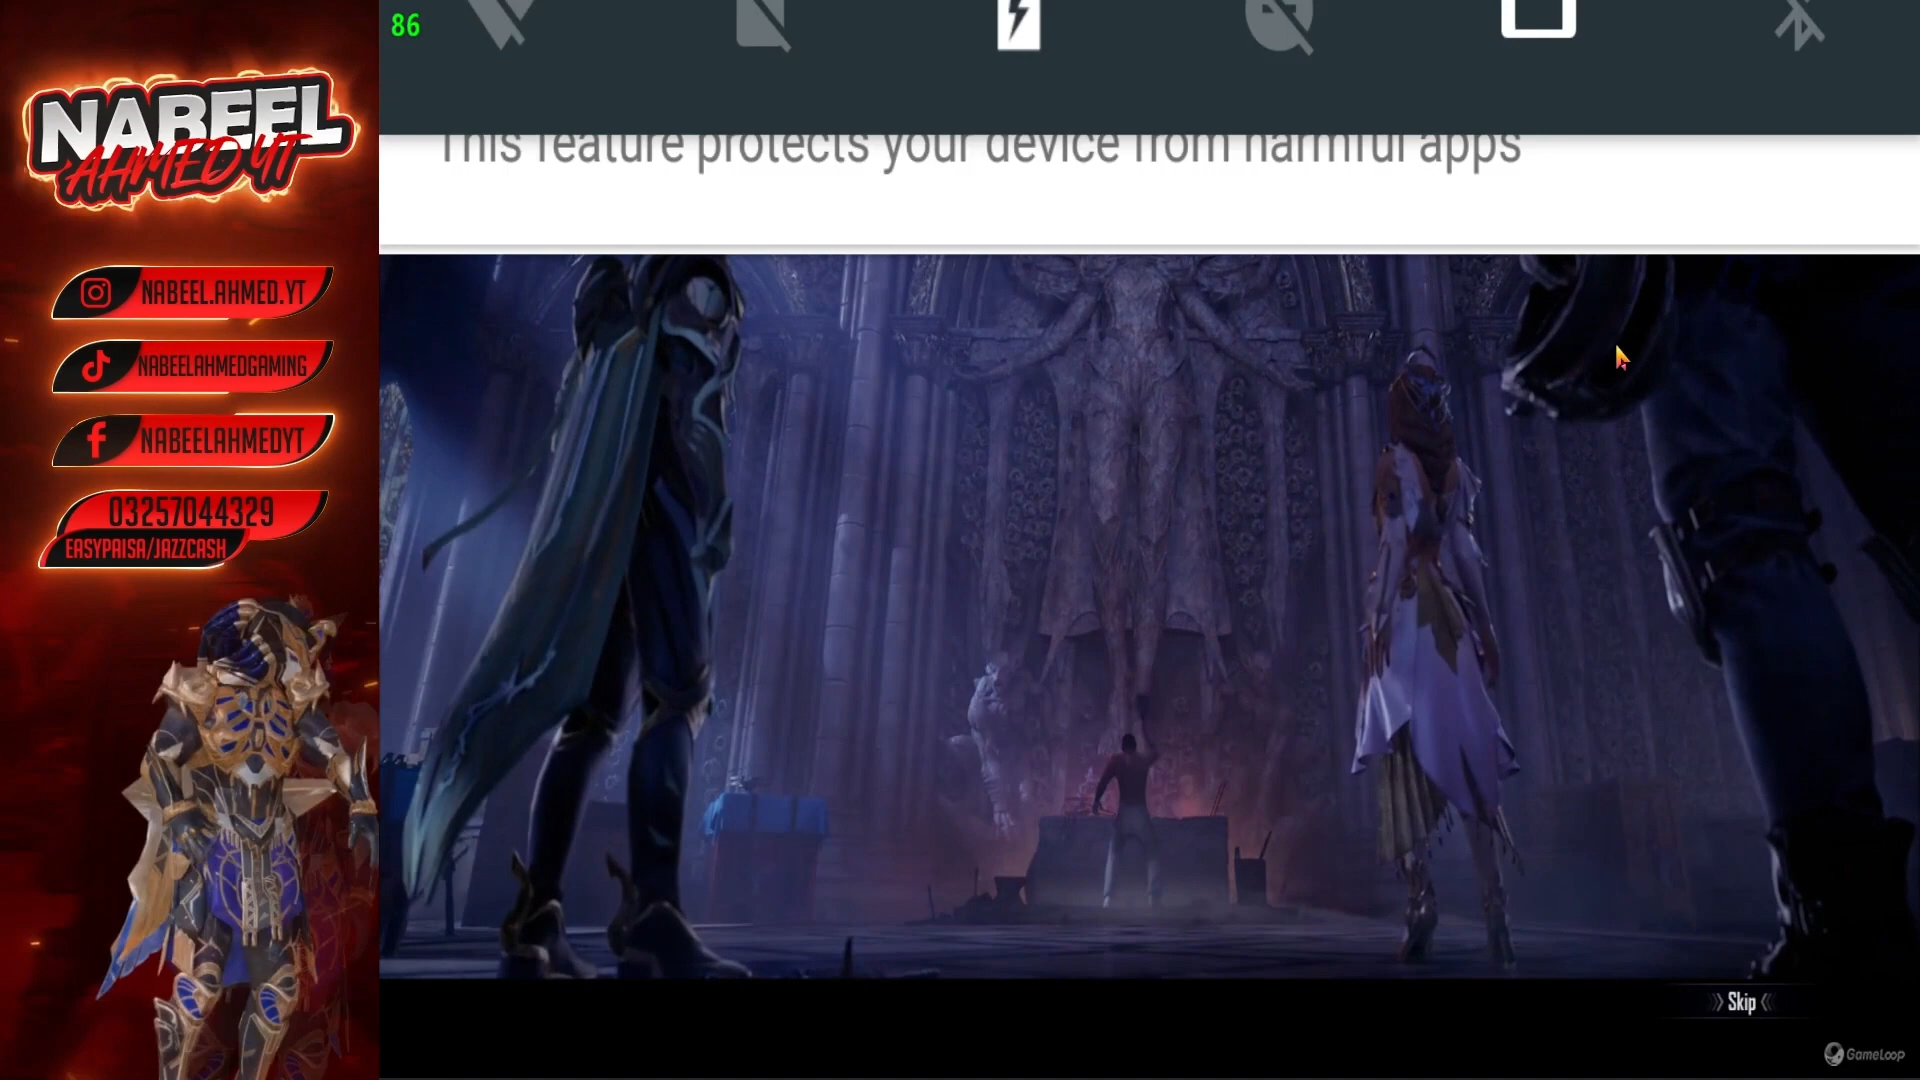 86
NABEEL
AHMED YT
NABEEL.AHMED.YT
NABEELAHMEDGAMING
NABEELAHMEDYT
03257044329
EASYPAISA/JAZZCASH
This feature protects your device from harmful apps
Skip
GameLoop